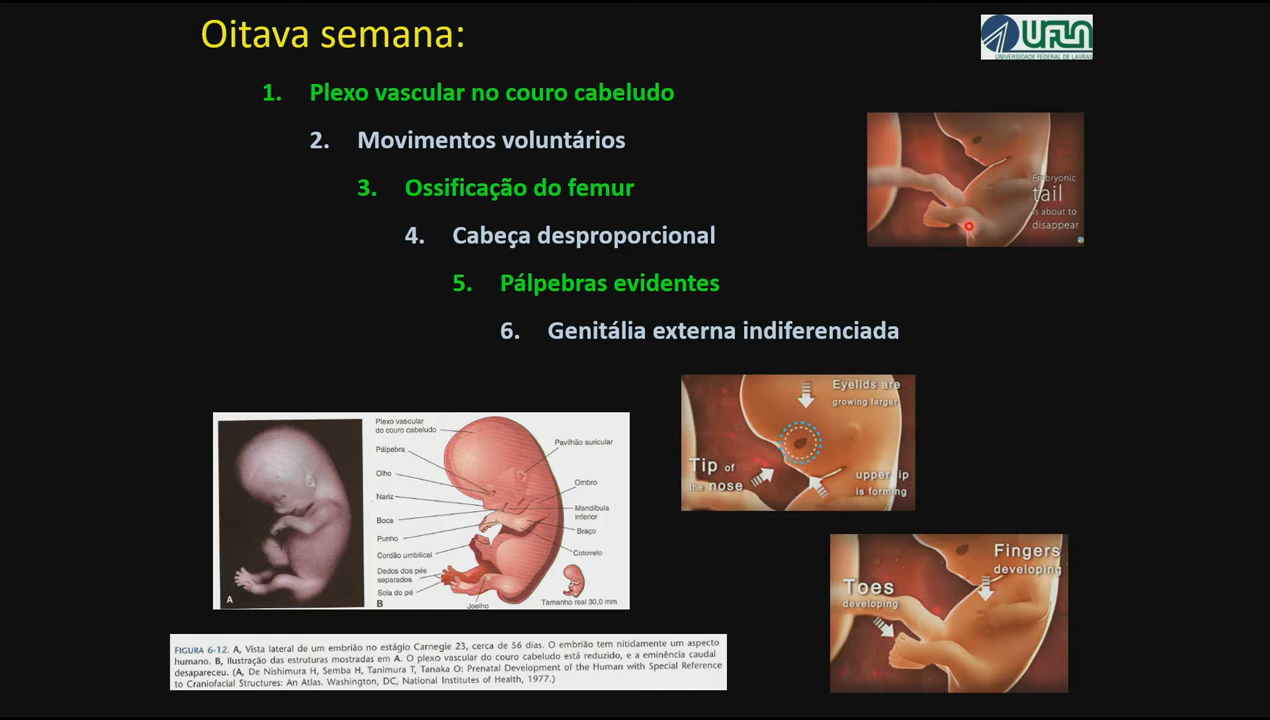 Oitava semana:
UFLA
UNIVERSIDADE FEDERAL DE LAVRAS
1. Plexo vascular no couro cabeludo
2. Movimentos voluntários
3. Ossificação do femur
4. Cabeça desproporcional
5. Pálpebras evidentes
6. Genitália externa indiferenciada
Embryonic
tail
is about to
disappear
Eyelids are
growing larger
Tip of
the nose
upper lip
is forming
Plexo vascular
do couro cabeludo
Pálpebra
Olho
Nariz
Boca
Punho
Cordão umbilical
Dedos dos pés
separados
Sola do pé
Pavilhão auricular
Ombro
Mandíbula
inferior
Braço
Cotovelo
Joelho
Tamanho real 30,0 mm
A
B
Fingers
developing
Toes
developing
FIGURA 6-12. A, Vista lateral de um embrião no estágio Carnegie 23, cerca de 56 dias. O embrião tem nitidamente um aspecto
humano. B, Ilustração das estruturas mostradas em A. O plexo vascular do couro cabeludo está reduzido, e a eminência caudal
desapareceu. (A, De Nishimura H, Semba H, Tanimura T, Tanaka O: Prenatal Development of the Human with Special Reference
to Craniofacial Structures: An Atlas. Washington, DC, National Institutes of Health, 1977.)